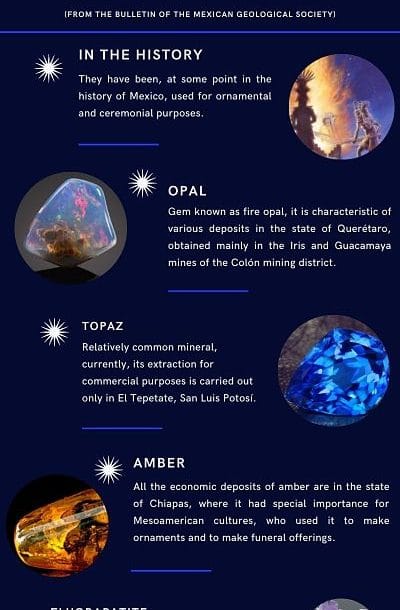 (FROM THE BULLETIN OF THE MEXICAN GEOLOGICAL SOCIETY)
IN THE HISTORY
They have been, at some point in the
history of Mexico, used for ornamental
and ceremonial purposes.
OPAL
Gem known as fire opal, it is characteristic of
various deposits in the state of Querétaro,
obtained mainly in the Iris and Guacamaya
mines of the Colón mining district.
TOPAZ
Relatively common mineral,
currently, its extraction for
commercial purposes is carried out
only in El Tepetate, San Luis Potosí.
AMBER
All the economic deposits of amber are in the state
of Chiapas, where it had special importance for
Mesoamerican cultures, who used it to make
ornaments and to make funeral offerings.